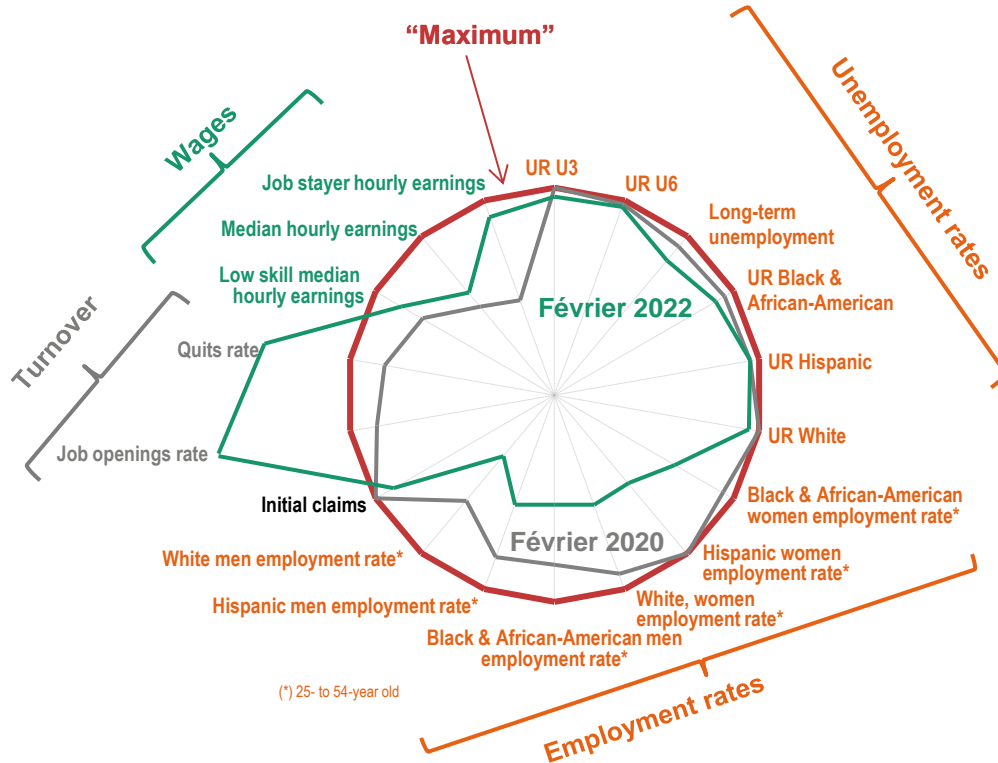 “Maximum”
Wages
Unemployment rates
Turnover
Employment rates
UR U3
UR U6
Long-term
unemployment
UR Black &
African-American
UR Hispanic
UR White
Black & African-American
women employment rate*
Hispanic women
employment rate*
White, women
employment rate*
Black & African-American men
employment rate*
Hispanic men employment rate*
White men employment rate*
Initial claims
Job openings rate
Quits rate
Low skill median
hourly earnings
Median hourly earnings
Job stayer hourly earnings
Février 2022
Février 2020
(*) 25- to 54-year old